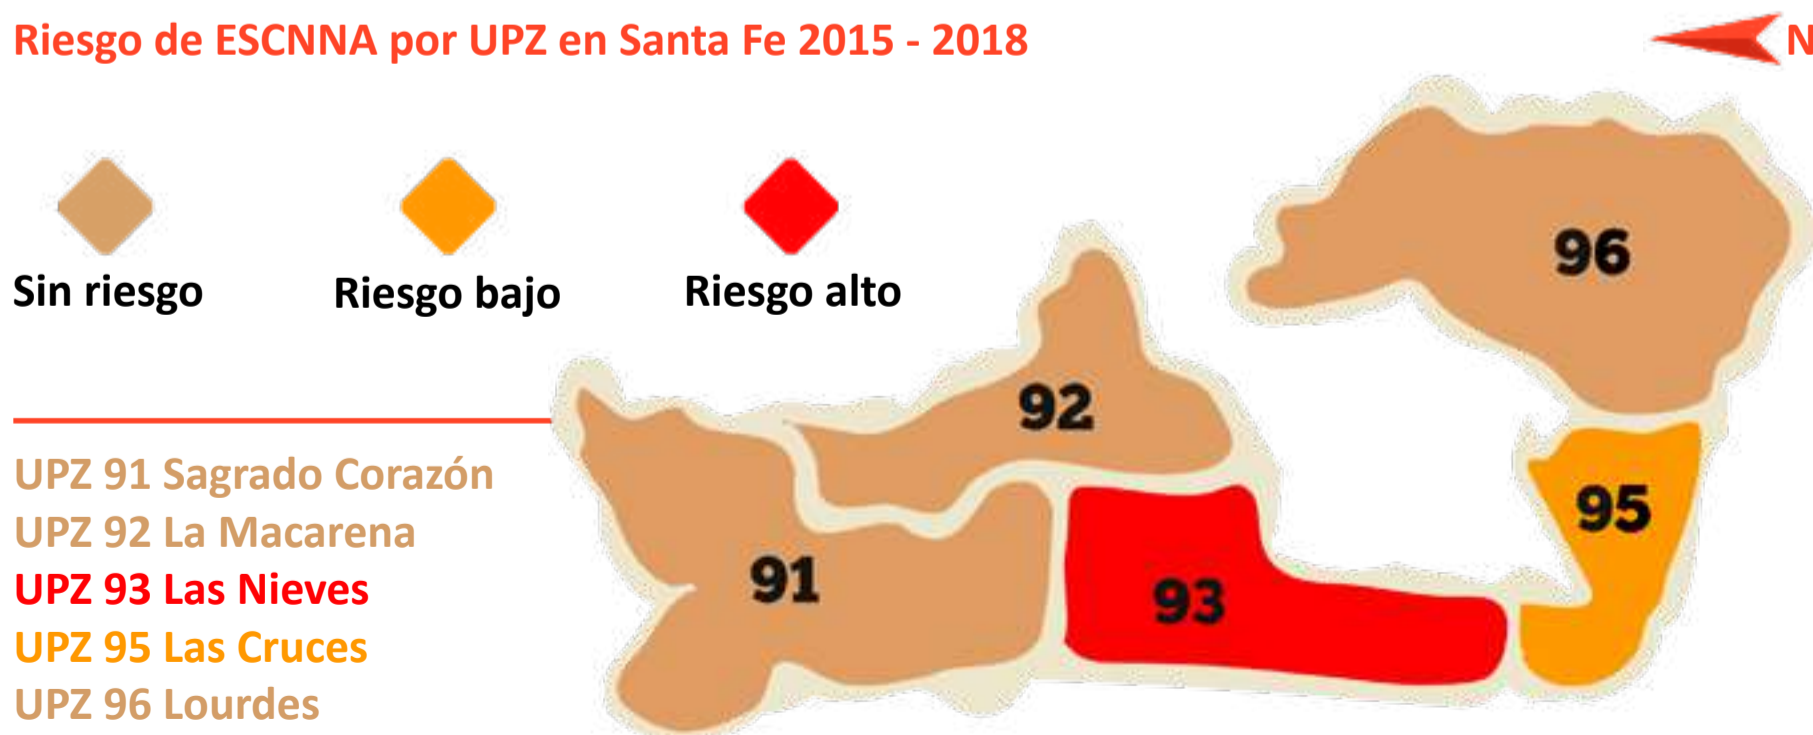 Riesgo de ESCNNA por UPZ en Santa Fe 2015 - 2018
N
Sin riesgo
Riesgo bajo
Riesgo alto
UPZ 91 Sagrado Corazón
UPZ 92 La Macarena
UPZ 93 Las Nieves
UPZ 95 Las Cruces
UPZ 96 Lourdes
96
92
95
91
93